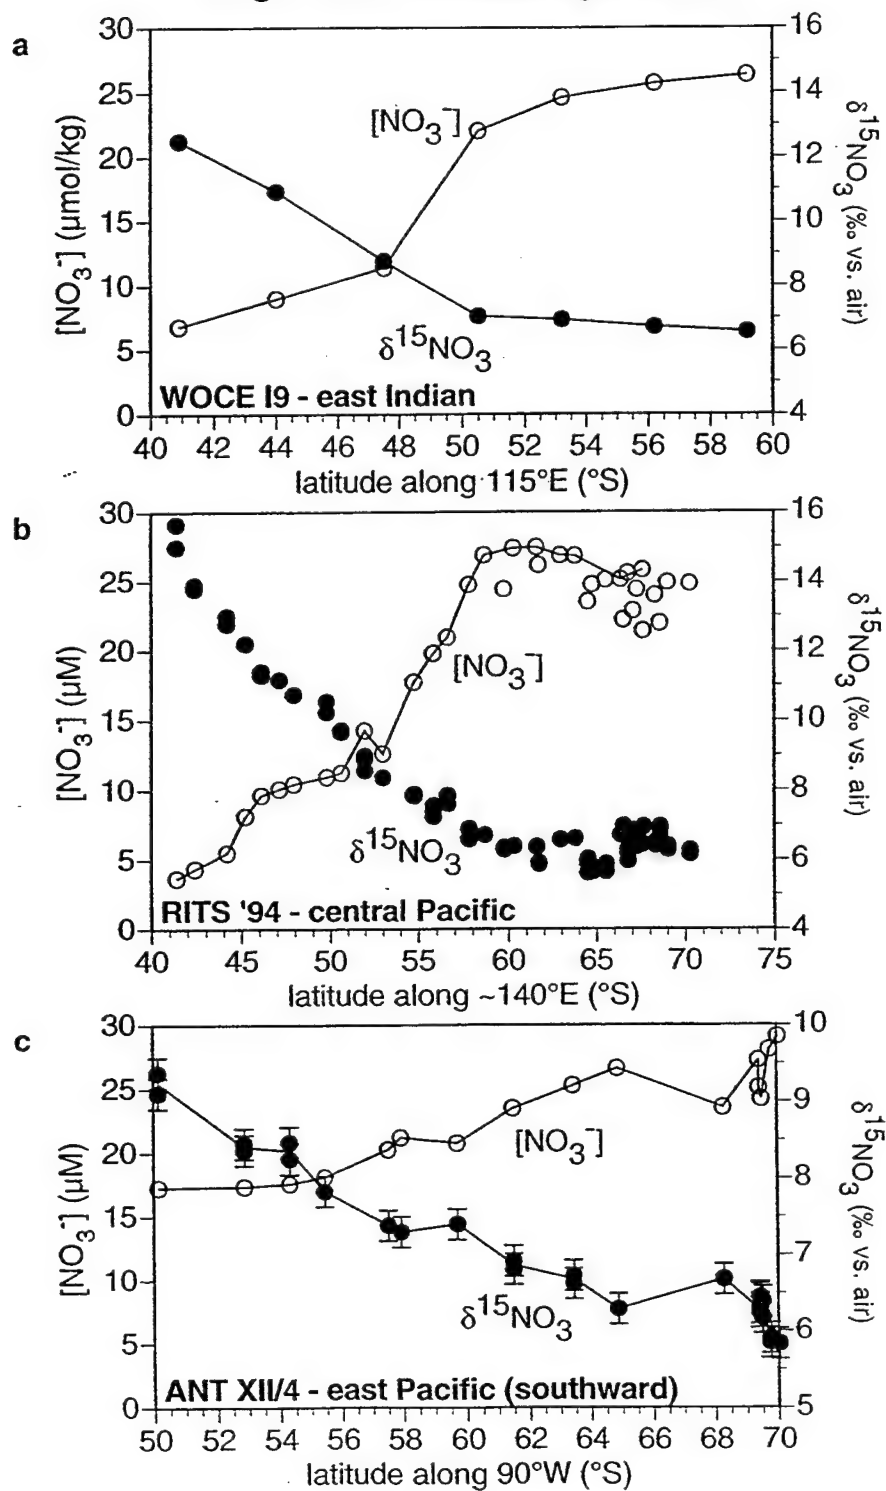 a
30
25
20
15
10
5
0
[NO3-] (µmol/kg)
16
14
12
10
8
6
4
δ15NO3 (‰ vs. air)
[NO3-]
δ15NO3
WOCE I9 - east Indian
40 42 44 46 48 50 52 54 56 58 60
latitude along 115°E (°S)
b
30
25
20
15
10
5
0
[NO3-] (µM)
16
14
12
10
8
6
4
δ15NO3 (‰ vs. air)
[NO3-]
δ15NO3
RITS '94 - central Pacific
40 45 50 55 60 65 70 75
latitude along ~140°E (°S)
c
30
25
20
15
10
5
0
[NO3-] (µM)
10
9
8
7
6
5
δ15NO3 (‰ vs. air)
[NO3-]
δ15NO3
ANT XII/4 - east Pacific (southward)
50 52 54 56 58 60 62 64 66 68 70
latitude along 90°W (°S)